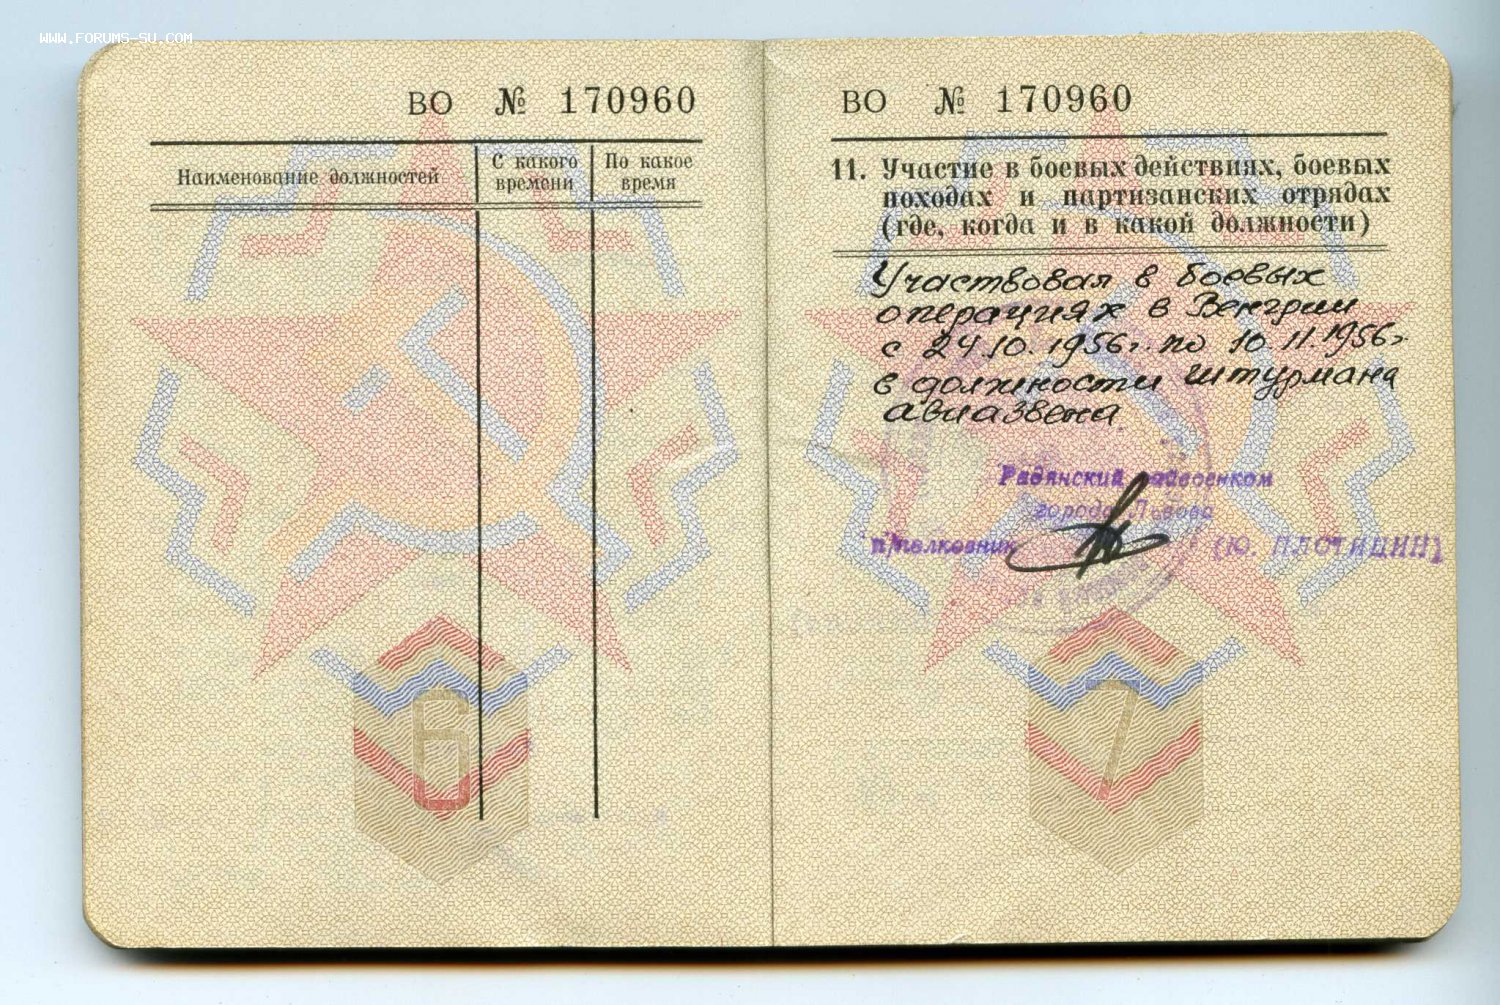 WWW.FORUMS-SU.COM
ВО № 170960
Наименование должностей
С какого времени
По какое время
6
ВО № 170960
11. Участие в боевых действиях, боевых
походах и партизанских отрядах
(где, когда и в какой должности)
Участвовал в боевых
операциях в Венгрии
с 24.10.1956г. по 10.11.1956г.
в должности штурмана
авиазвена.
Радянский райвоенком
города Львова
п/полковник (Ю. ПЛОТИЦИН)
7